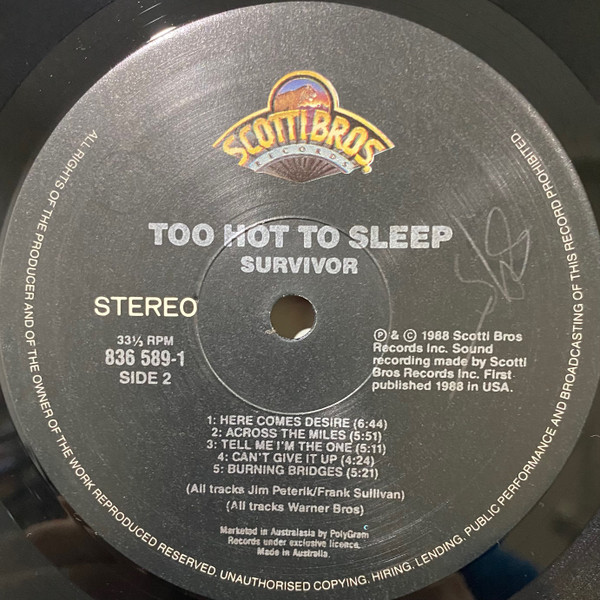 SCOTTI BROS.
RECORDS
TOO HOT TO SLEEP
SURVIVOR
STEREO
33⅓ RPM
836 589-1
SIDE 2
Ⓟ & © 1988 Scotti Bros
Records Inc. Sound
recording made by Scotti
Bros Records Inc. First
published 1988 in USA.
1: HERE COMES DESIRE (6:44)
2: ACROSS THE MILES (5:51)
3: TELL ME I'M THE ONE (5:11)
4: CAN'T GIVE IT UP (4:24)
5: BURNING BRIDGES (5:21)
(All tracks Jim Peterik/Frank Sullivan)
(All tracks Warner Bros)
Marketed in Australasia by PolyGram
Records under exclusive licence.
Made in Australia.
ALL RIGHTS OF THE PRODUCER AND OF THE OWNER OF THE WORK REPRODUCED RESERVED. UNAUTHORISED COPYING. HIRING. LENDING. PUBLIC PERFORMANCE AND BROADCASTING OF THIS RECORD PROHIBITED.